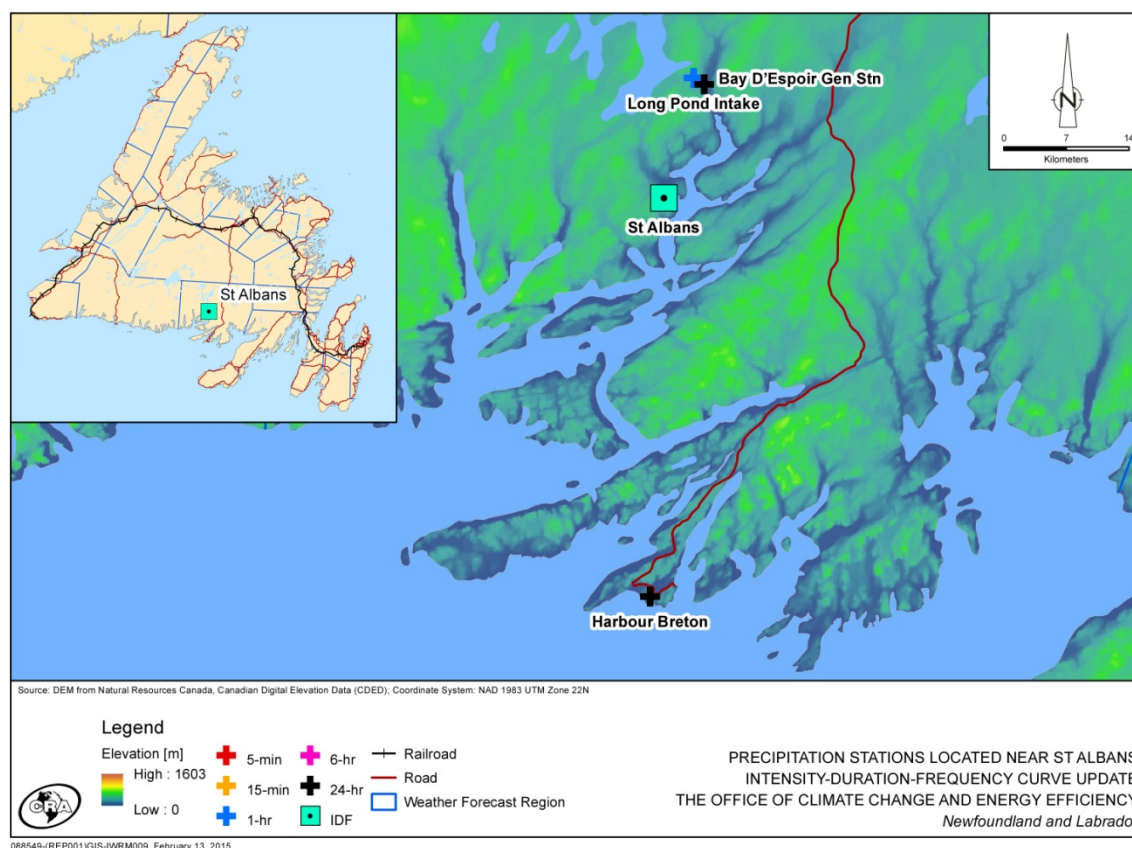 St Albans
Bay D'Espoir Gen Stn
Long Pond Intake
St Albans
Harbour Breton
N
0 7 14
Kilometers
Source: DEM from Natural Resources Canada, Canadian Digital Elevation Data (CDED); Coordinate System: NAD 1983 UTM Zone 22N
Legend
Elevation [m]
High : 1603
Low : 0
5-min
15-min
1-hr
6-hr
24-hr
IDF
Railroad
Road
Weather Forecast Region
CRA
PRECIPITATION STATIONS LOCATED NEAR ST ALBANS
INTENSITY-DURATION-FREQUENCY CURVE UPDATE
THE OFFICE OF CLIMATE CHANGE AND ENERGY EFFICIENCY
Newfoundland and Labrado
088549-(REP001)GIS-IWRM009 February 13, 2015